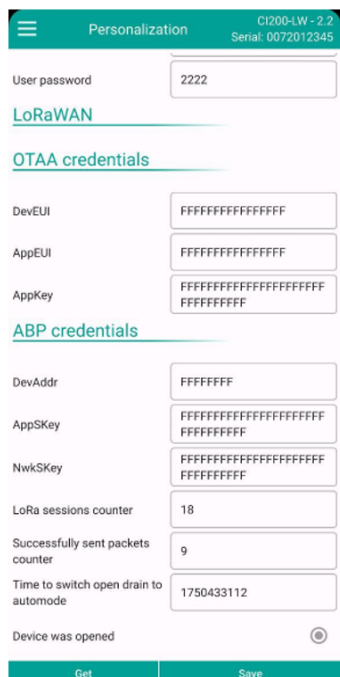 Personalization
CI200-LW - 2.2
Serial: 0072012345
User password
2222
LoRaWAN
OTAA credentials
DevEUI
FFFFFFFFFFFFFFFF
AppEUI
FFFFFFFFFFFFFFFF
AppKey
FFFFFFFFFFFFFFFFFFFFFF
FFFFFFFFFF
ABP credentials
DevAddr
FFFFFFFF
AppSKey
FFFFFFFFFFFFFFFFFFFFFF
FFFFFFFFFF
NwkSKey
FFFFFFFFFFFFFFFFFFFFFF
FFFFFFFFFF
LoRa sessions counter
18
Successfully sent packets
counter
9
Time to switch open drain to
automode
1750433112
Device was opened
Get
Save